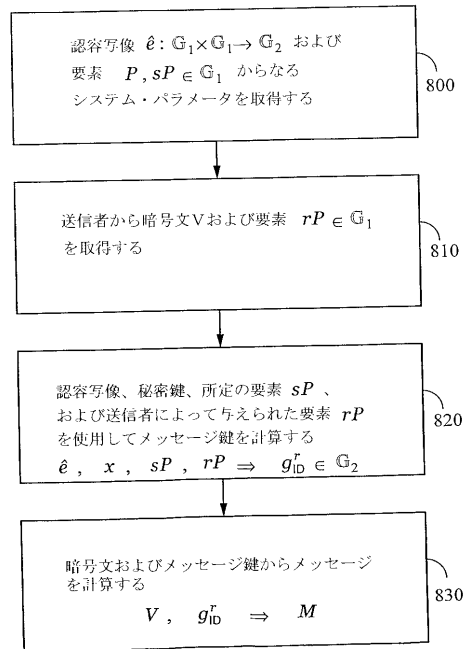 認容写像 ê: 𝔾₁×𝔾₁→ 𝔾₂ および
要素 P, sP ∈ 𝔾₁ からなる
システム・パラメータを取得する
800
送信者から暗号文Vおよび要素 rP ∈ 𝔾₁
を取得する
810
認容写像、秘密鍵、所定の要素 sP、
および送信者によって与えられた要素 rP
を使用してメッセージ鍵を計算する
ê, x, sP, rP ⇒ g_ID^r ∈ 𝔾₂
820
暗号文およびメッセージ鍵からメッセージ
を計算する
V, g_ID^r ⇒ M
830